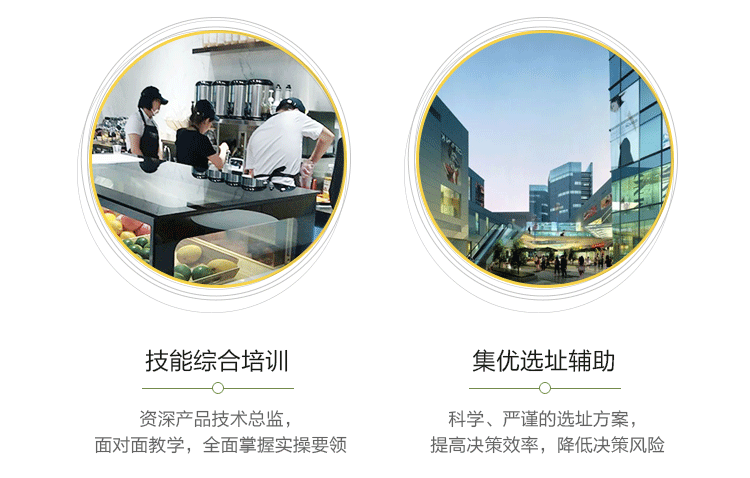 技能综合培训
资深产品技术总监，
面对面教学，全面掌握实操要领
集优选址辅助
科学、严谨的选址方案，
提高决策效率，降低决策风险